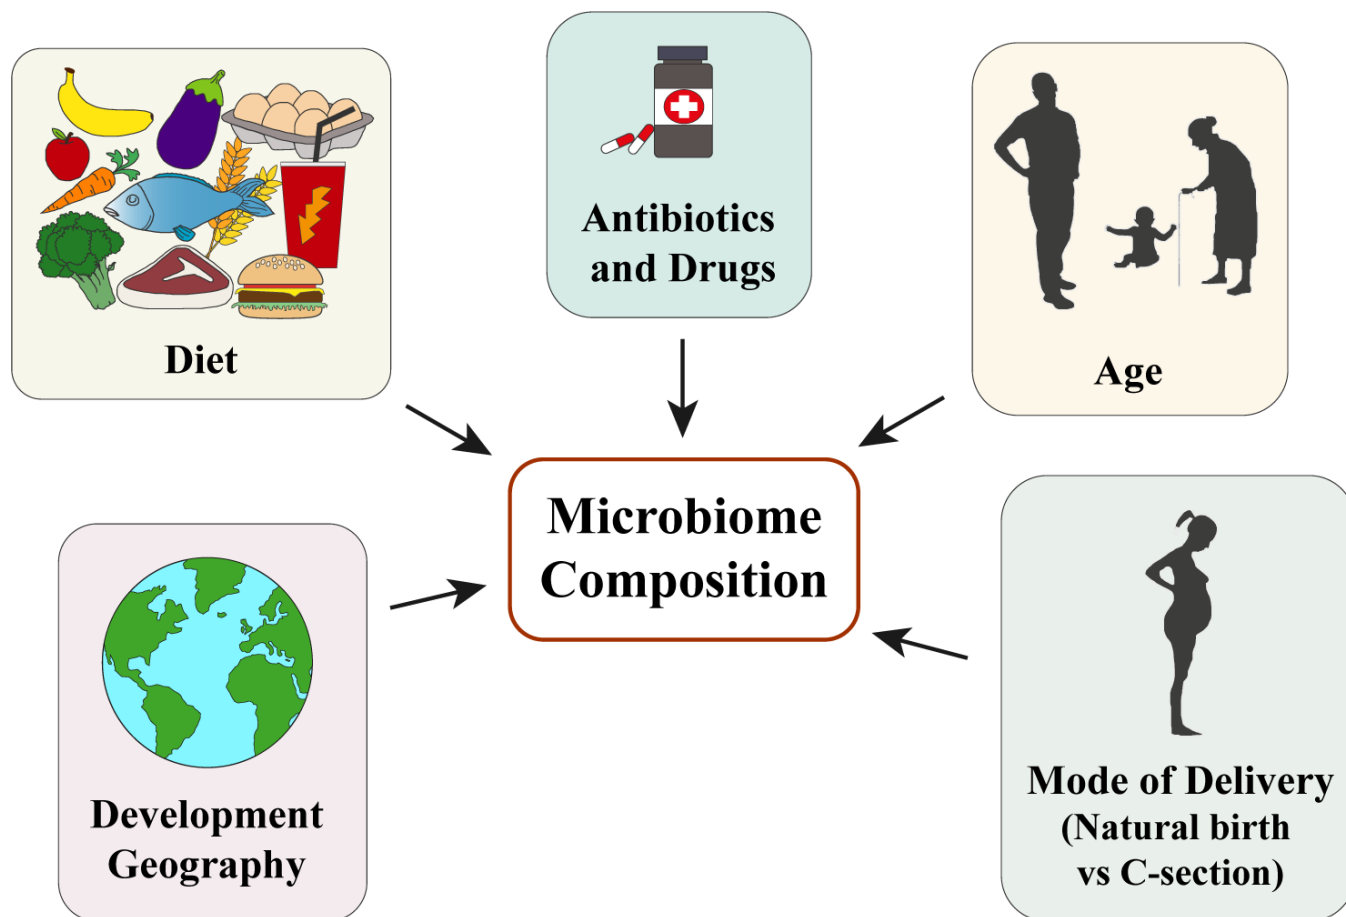 Diet
Antibiotics
and Drugs
Age
Microbiome
Composition
Development
Geography
Mode of Delivery
(Natural birth
vs C-section)